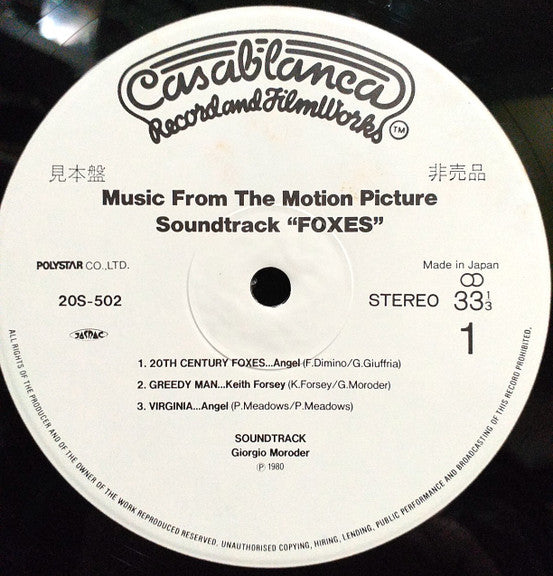 Casablanca
Record and FilmWorks
TM
見本盤
非売品
Music From The Motion Picture
Soundtrack “FOXES”
POLYSTAR CO.,LTD.
Made in Japan
20S-502
STEREO 33 1/3
JASRAC
1
1. 20TH CENTURY FOXES...Angel (F.Dimino/G.Giuffria)
2. GREEDY MAN...Keith Forsey (K.Forsey/G.Moroder)
3. VIRGINIA...Angel (P.Meadows/P.Meadows)
SOUNDTRACK
Giorgio Moroder
Ⓟ 1980
ALL RIGHTS OF THE PRODUCER AND OF THE OWNER OF THE WORK REPRODUCED RESERVED. UNAUTHORISED COPYING, HIRING, LENDING, PUBLIC PERFORMANCE AND BROADCASTING OF THIS RECORD PROHIBITED.